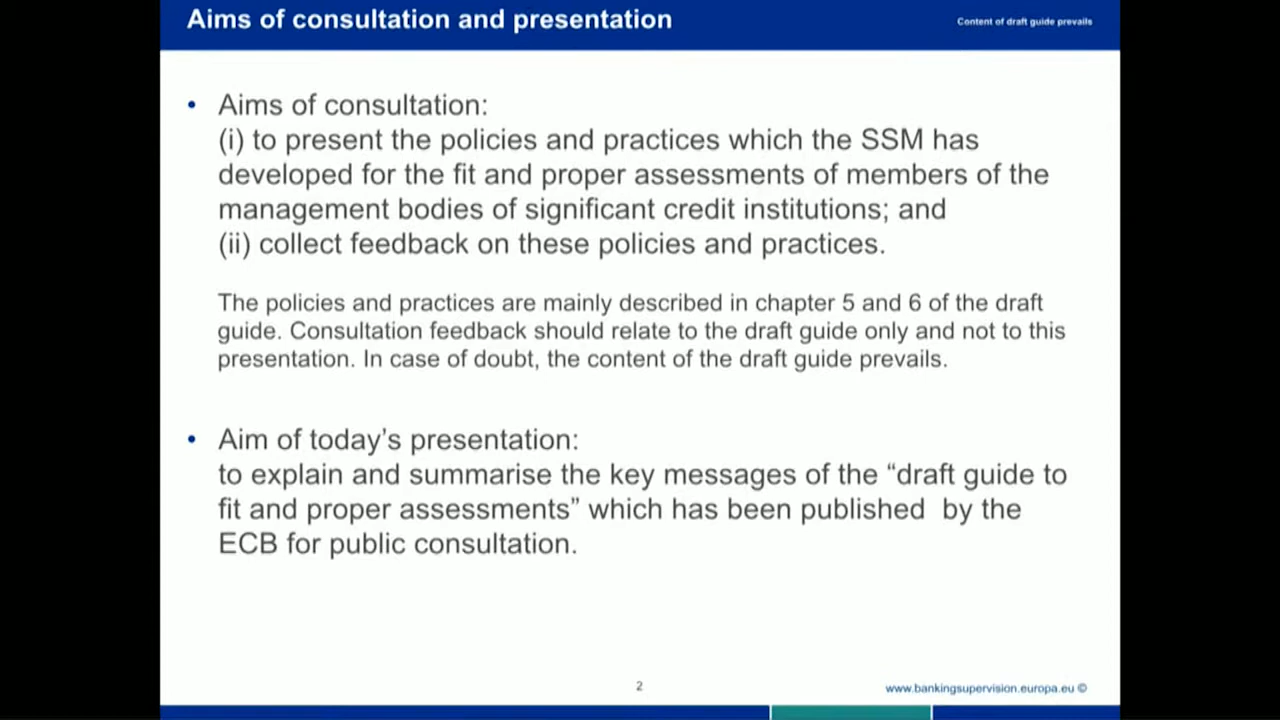 Aims of consultation and presentation
Content of draft guide prevails
• Aims of consultation:
(i) to present the policies and practices which the SSM has
developed for the fit and proper assessments of members of the
management bodies of significant credit institutions; and
(ii) collect feedback on these policies and practices.
The policies and practices are mainly described in chapter 5 and 6 of the draft
guide. Consultation feedback should relate to the draft guide only and not to this
presentation. In case of doubt, the content of the draft guide prevails.
• Aim of today’s presentation:
to explain and summarise the key messages of the “draft guide to
fit and proper assessments” which has been published  by the
ECB for public consultation.
2
www.bankingsupervision.europa.eu ©